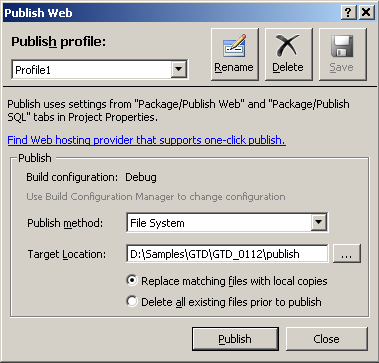 Publish Web
Publish profile:
Profile1
Rename
Delete
Save
Publish uses settings from "Package/Publish Web" and "Package/Publish
SQL" tabs in Project Properties.
Find Web hosting provider that supports one-click publish.
Publish
Build configuration: Debug
Use Build Configuration Manager to change configuration
Publish method: File System
Target Location: D:\Samples\GTD\GTD_0112\publish ...
Replace matching files with local copies
Delete all existing files prior to publish
Publish
Close